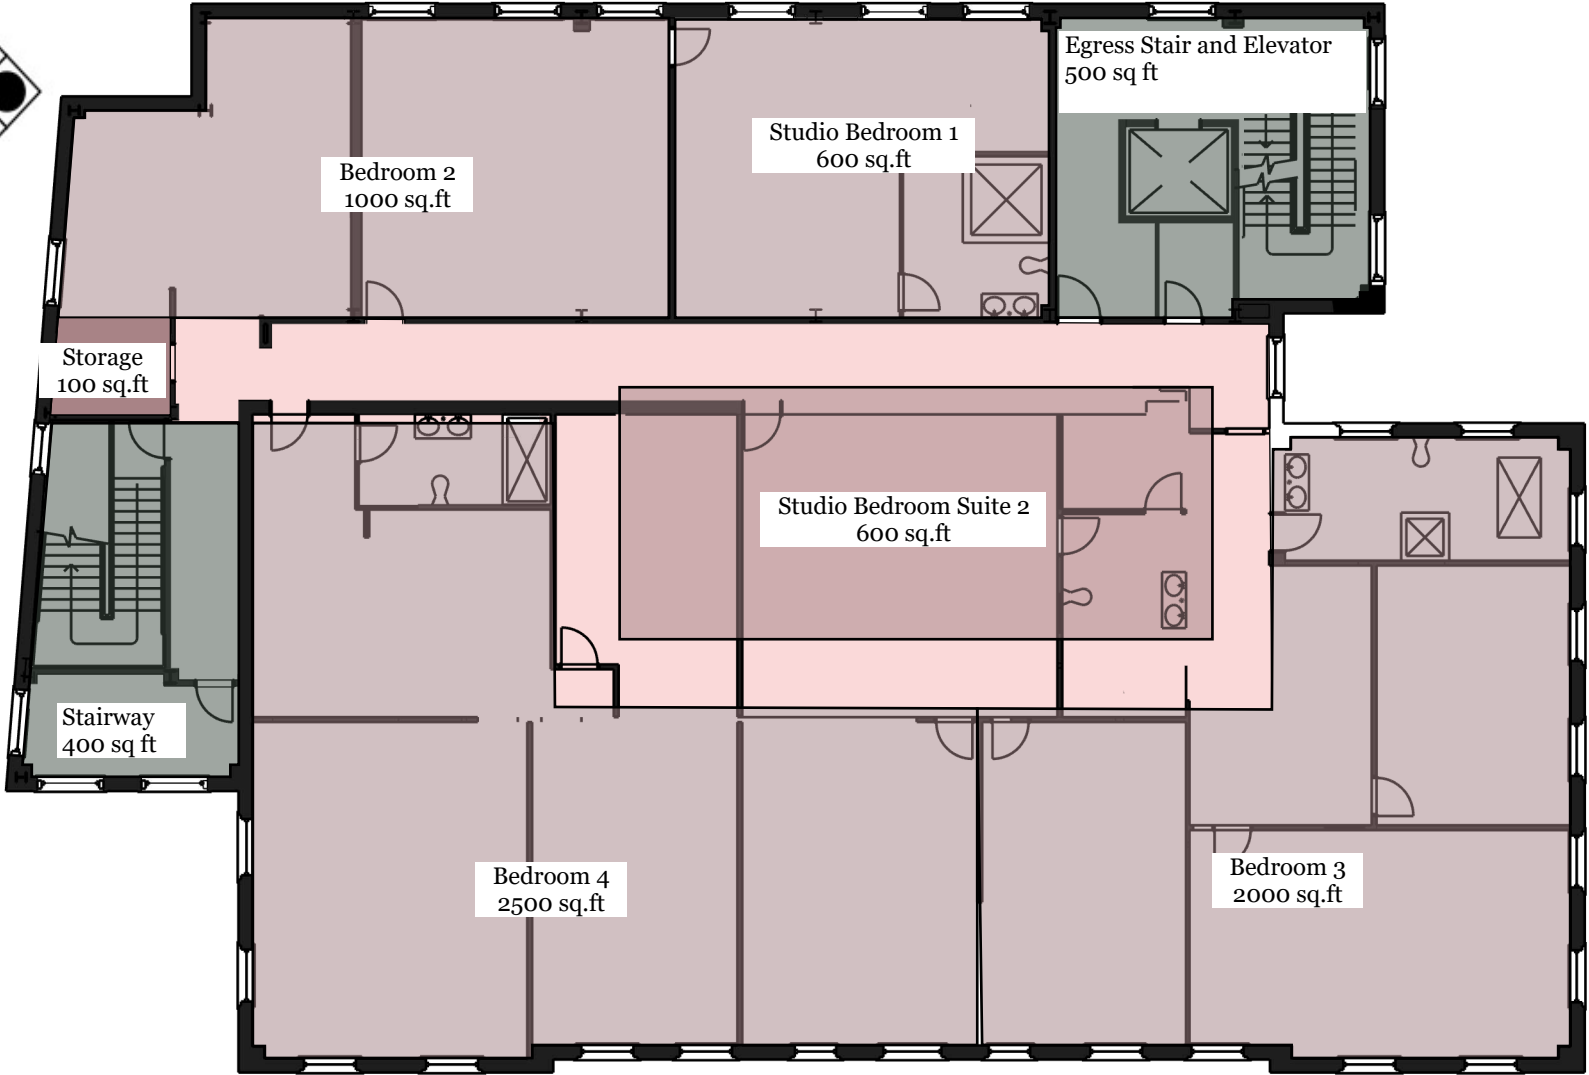 Egress Stair and Elevator
500 sq ft
Studio Bedroom 1
600 sq.ft
Bedroom 2
1000 sq.ft
Storage
100 sq.ft
Studio Bedroom Suite 2
600 sq.ft
Stairway
400 sq ft
Bedroom 4
2500 sq.ft
Bedroom 3
2000 sq.ft